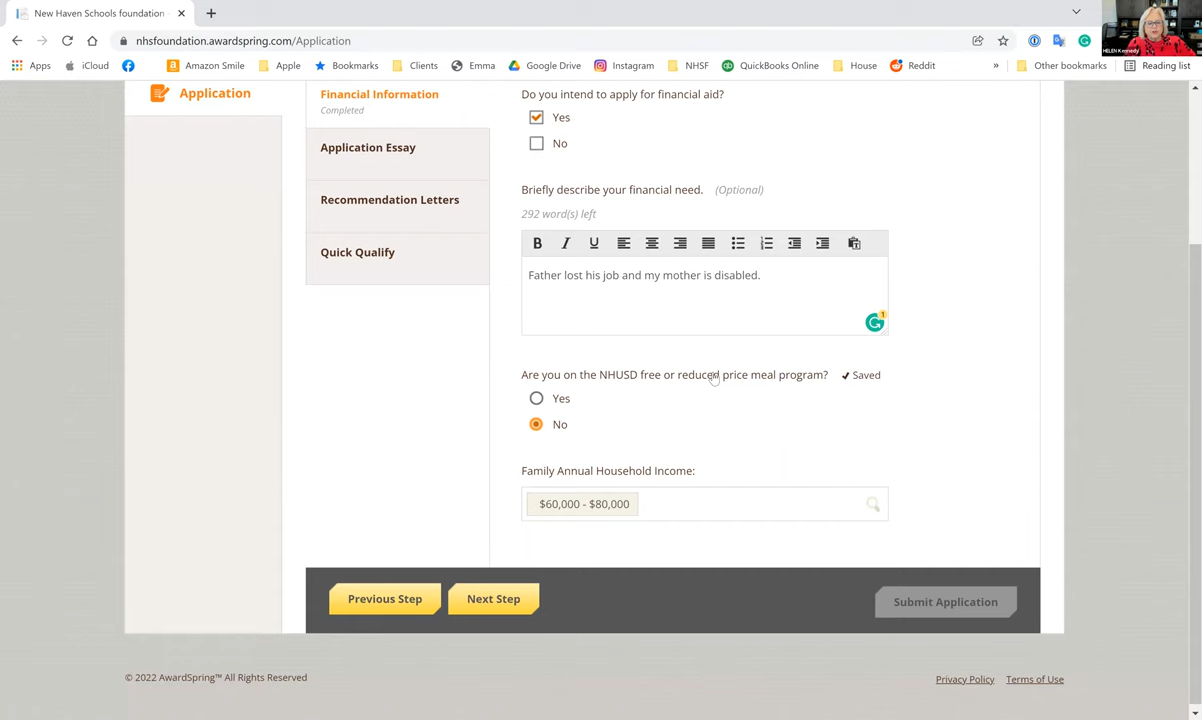 New Haven Schools foundation
nhsfoundation.awardspring.com/Application
HELEN Kennedy
Apps
iCloud
Amazon Smile
Apple
Bookmarks
Clients
Emma
Google Drive
Instagram
NHSF
QuickBooks Online
House
Reddit
»
Other bookmarks
Reading list
Application
Financial Information
Completed
Application Essay
Recommendation Letters
Quick Qualify
Do you intend to apply for financial aid?
Yes
No
Briefly describe your financial need. (Optional)
292 word(s) left
B I U
Father lost his job and my mother is disabled.
1
Are you on the NHUSD free or reduced price meal program? Saved
Yes
No
Family Annual Household Income:
$60,000 - $80,000
Previous Step
Next Step
Submit Application
© 2022 AwardSpring™ All Rights Reserved
Privacy Policy
Terms of Use